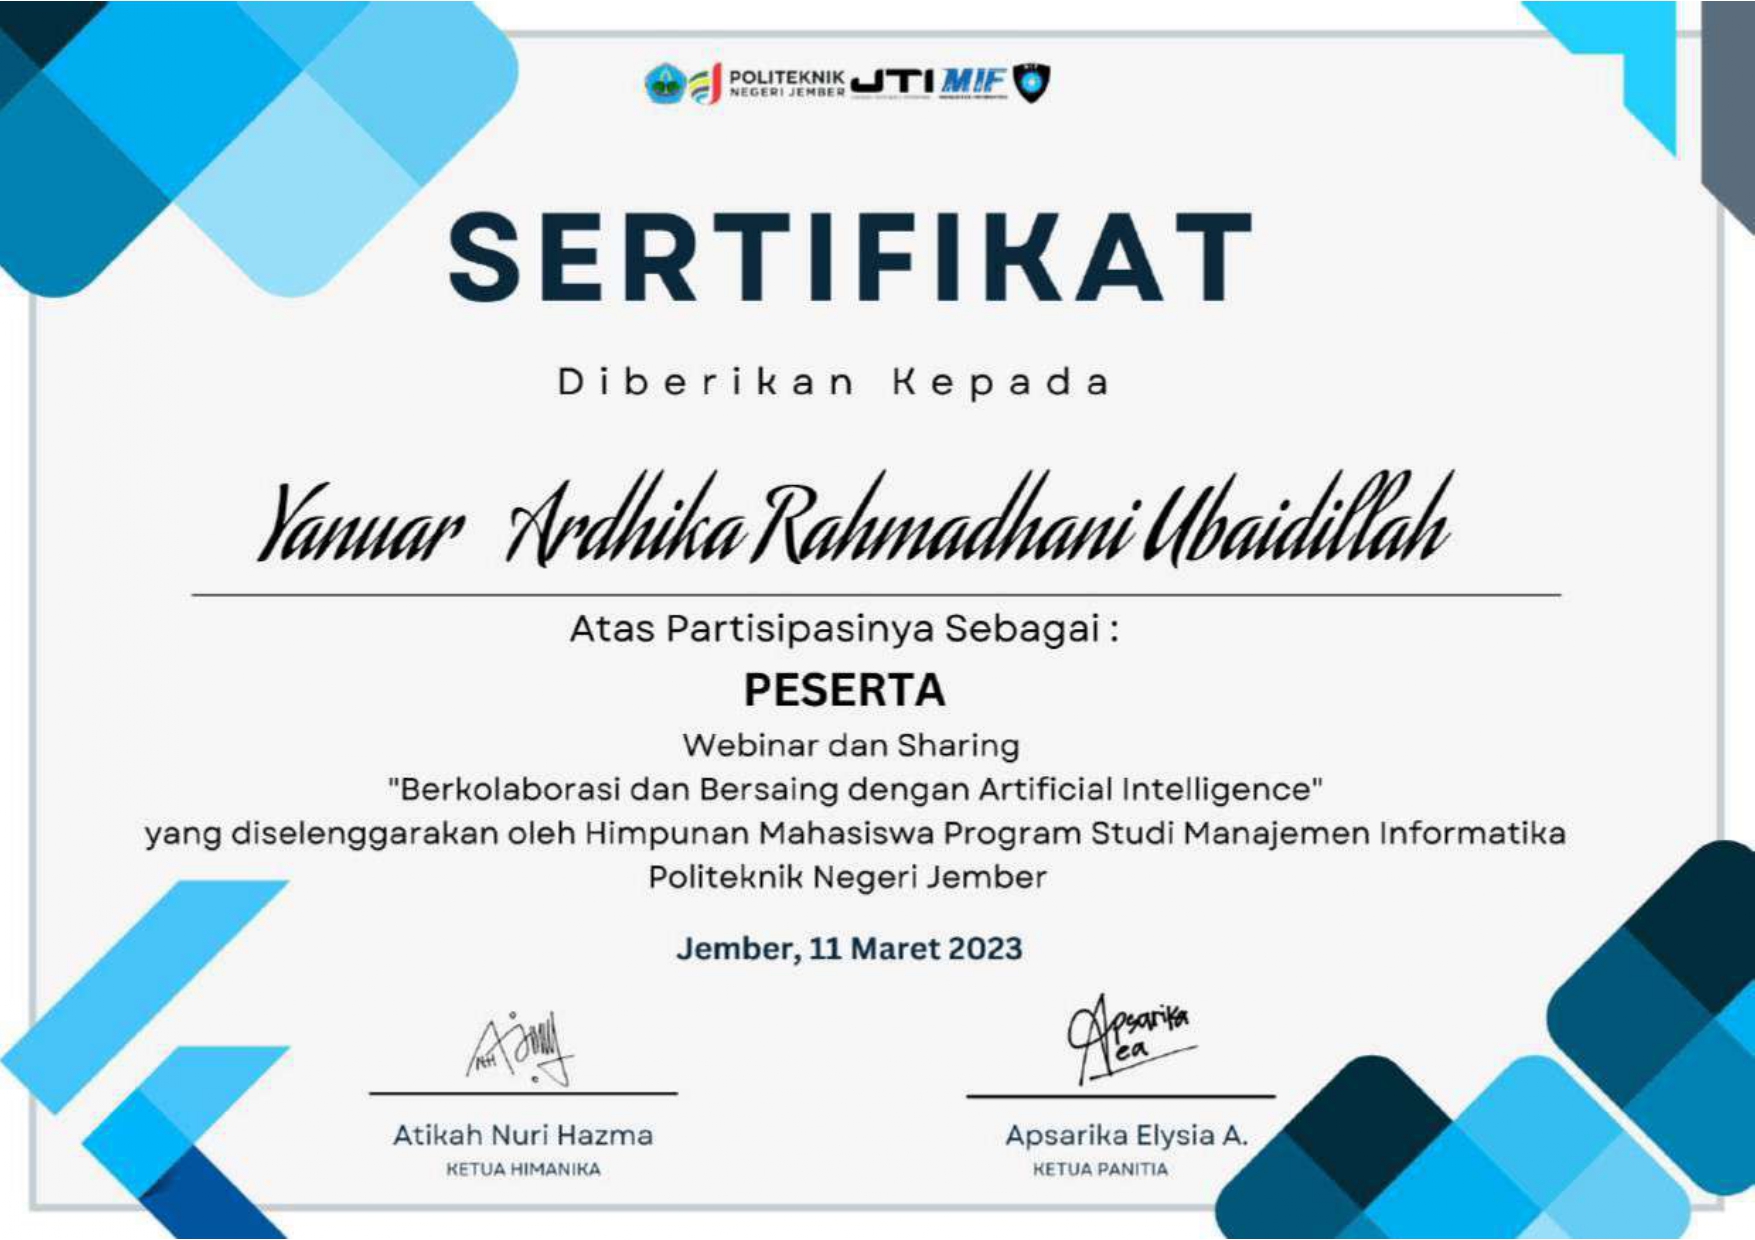 POLITEKNIK
NEGERI JEMBER
JTI MIF
SERTIFIKAT
Diberikan Kepada
Yanuar Ardhika Rahmadhani Ubaidillah
Atas Partisipasinya Sebagai :
PESERTA
Webinar dan Sharing
"Berkolaborasi dan Bersaing dengan Artificial Intelligence"
yang diselenggarakan oleh Himpunan Mahasiswa Program Studi Manajemen Informatika
Politeknik Negeri Jember
Jember, 11 Maret 2023
Apsarika
Atikah Nuri Hazma
KETUA HIMANIKA
Apsarika Elysia A.
KETUA PANITIA